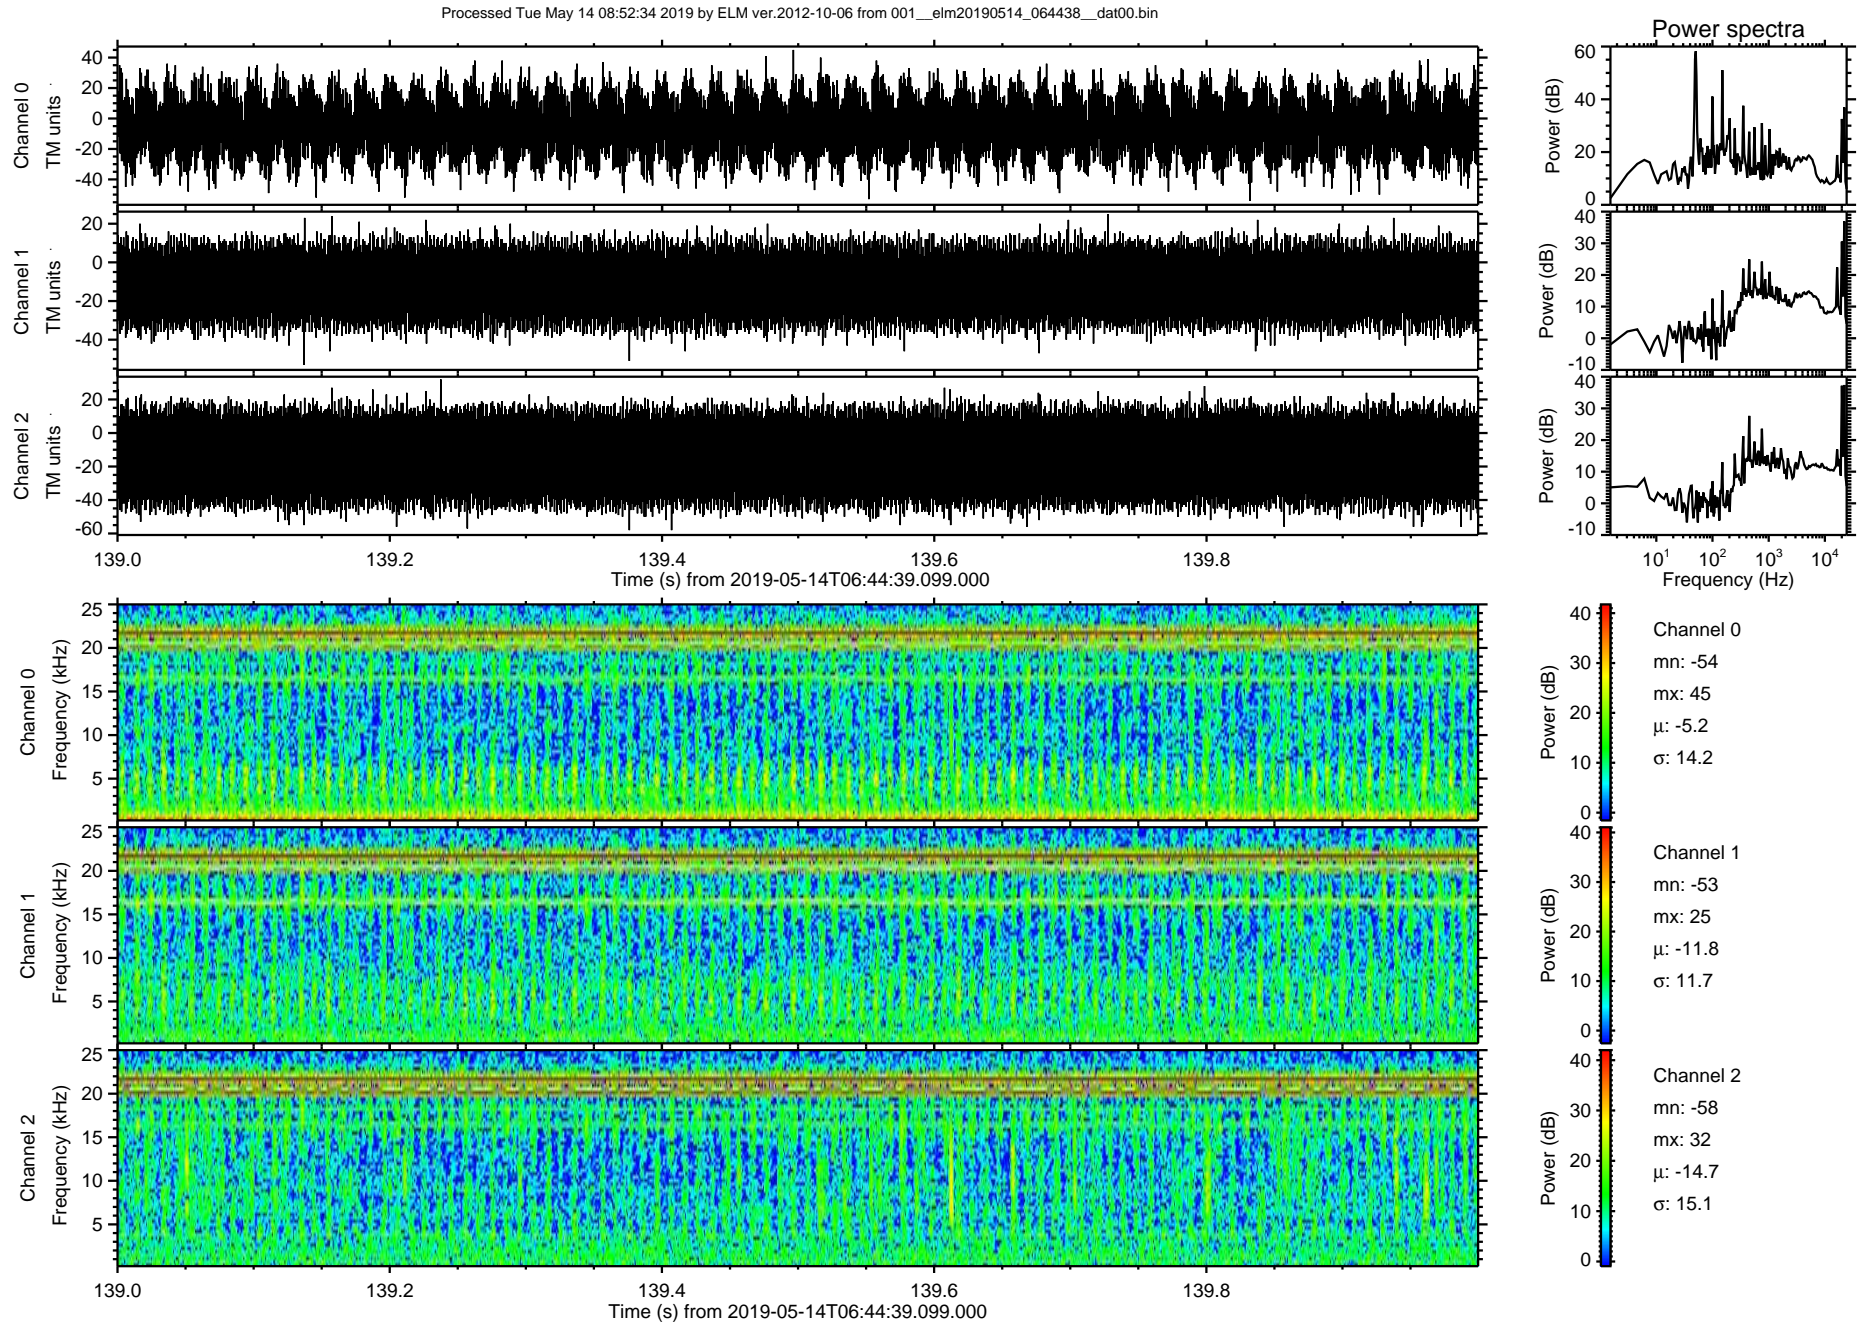 Processed Tue May 14 08:52:34 2019 by ELM ver.2012-10-06 from 001__elm20190514_064438__dat00.bin
Power spectra
Channel 0
TM units
40
20
0
-20
-40
Power (dB)
60
40
20
0
Channel 1
TM units
20
0
-20
-40
Power (dB)
40
30
20
10
0
-10
Channel 2
TM units
20
0
-20
-40
-60
Power (dB)
40
30
20
10
0
-10
139.0 139.2 139.4 139.6 139.8
Time (s) from 2019-05-14T06:44:39.099.000
10^1 10^2 10^3 10^4
Frequency (Hz)
Channel 0
Frequency (kHz)
25
20
15
10
5
Power (dB)
40
30
20
10
0
Channel 0
mn: -54
mx: 45
μ: -5.2
σ: 14.2
Channel 1
Frequency (kHz)
25
20
15
10
5
Power (dB)
40
30
20
10
0
Channel 1
mn: -53
mx: 25
μ: -11.8
σ: 11.7
Channel 2
Frequency (kHz)
25
20
15
10
5
Power (dB)
40
30
20
10
0
Channel 2
mn: -58
mx: 32
μ: -14.7
σ: 15.1
139.0 139.2 139.4 139.6 139.8
Time (s) from 2019-05-14T06:44:39.099.000